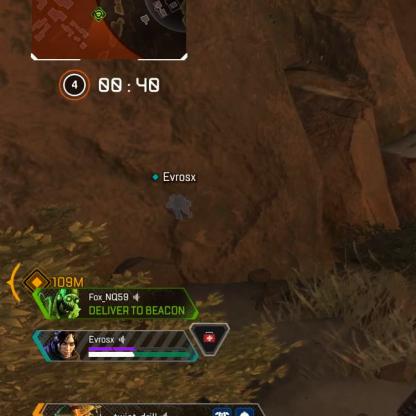 4 00:40
Evrosx
109M
Fox_NQ59
DELIVER TO BEACON
Evrosx